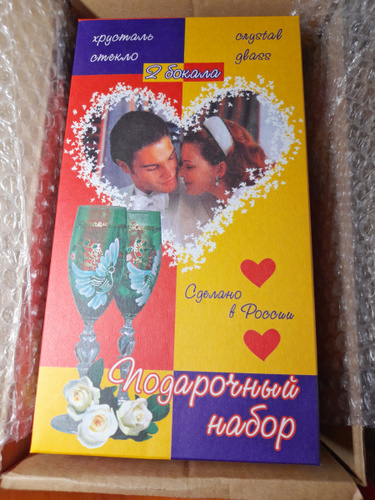 хрусталь
стекло
crystal
glass
2 бокала
Сделано
в России
Подарочный
набор